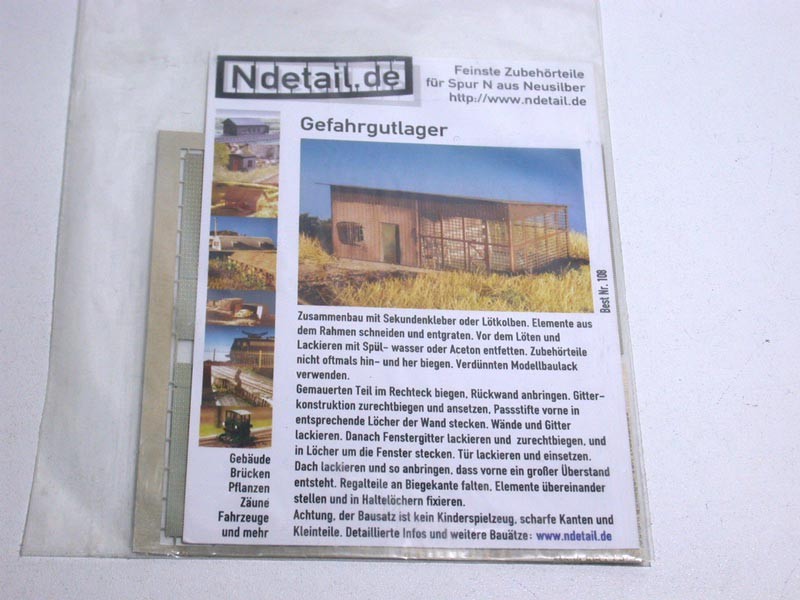 Ndetail.de
Feinste Zubehörteile
für Spur N aus Neusilber
http://www.ndetail.de
Gefahrgutlager
Best Nr. 108
Zusammenbau mit Sekundenkleber oder Lötkolben. Elemente aus
dem Rahmen schneiden und entgraten. Vor dem Löten und
Lackieren mit Spül- wasser oder Aceton entfetten. Zubehörteile
nicht oftmals hin- und her biegen. Verdünnten Modellbaulack
verwenden.
Gemauerten Teil im Rechteck biegen, Rückwand anbringen. Gitter-
konstruktion zurechtbiegen und ansetzen, Passstifte vorne in
entsprechende Löcher der Wand stecken. Wände und Gitter
lackieren. Danach Fenstergitter lackieren und zurechtbiegen, und
in Löcher um die Fenster stecken. Tür lackieren und einsetzen.
Dach lackieren und so anbringen, dass vorne ein großer Überstand
entsteht. Regalteile an Biegekante falten, Elemente übereinander
stellen und in Haltelöchern fixieren.
Achtung, der Bausatz ist kein Kinderspielzeug, scharfe Kanten und
Kleinteile. Detaillierte Infos und weitere Bauätze: www.ndetail.de
Gebäude
Brücken
Pflanzen
Zäune
Fahrzeuge
und mehr